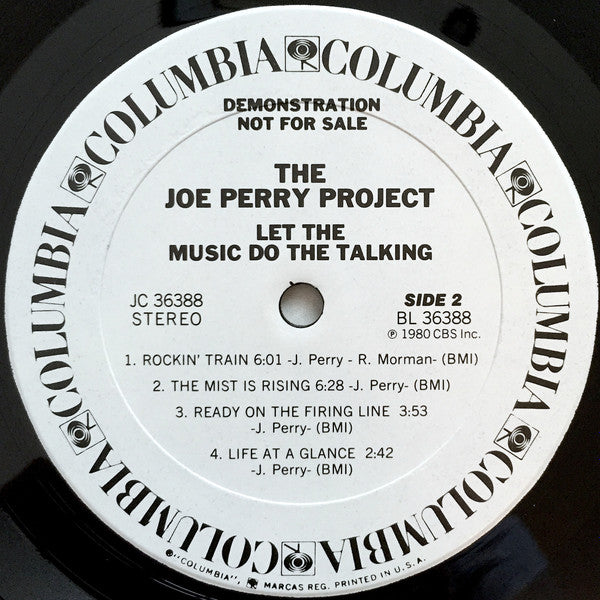 COLUMBIA COLUMBIA COLUMBIA COLUMBIA COLUMBIA COLUMBIA COLUMBIA
DEMONSTRATION
NOT FOR SALE
THE
JOE PERRY PROJECT
LET THE
MUSIC DO THE TALKING
JC 36388
STEREO
SIDE 2
BL 36388
℗ 1980 CBS Inc.
1. ROCKIN' TRAIN 6:01 -J. Perry - R. Morman- (BMI)
2. THE MIST IS RISING 6:28 -J. Perry- (BMI)
3. READY ON THE FIRING LINE 3:53
-J. Perry- (BMI)
4. LIFE AT A GLANCE 2:42
-J. Perry- (BMI)
®"COLUMBIA", MARCAS REG. PRINTED IN U.S.A.